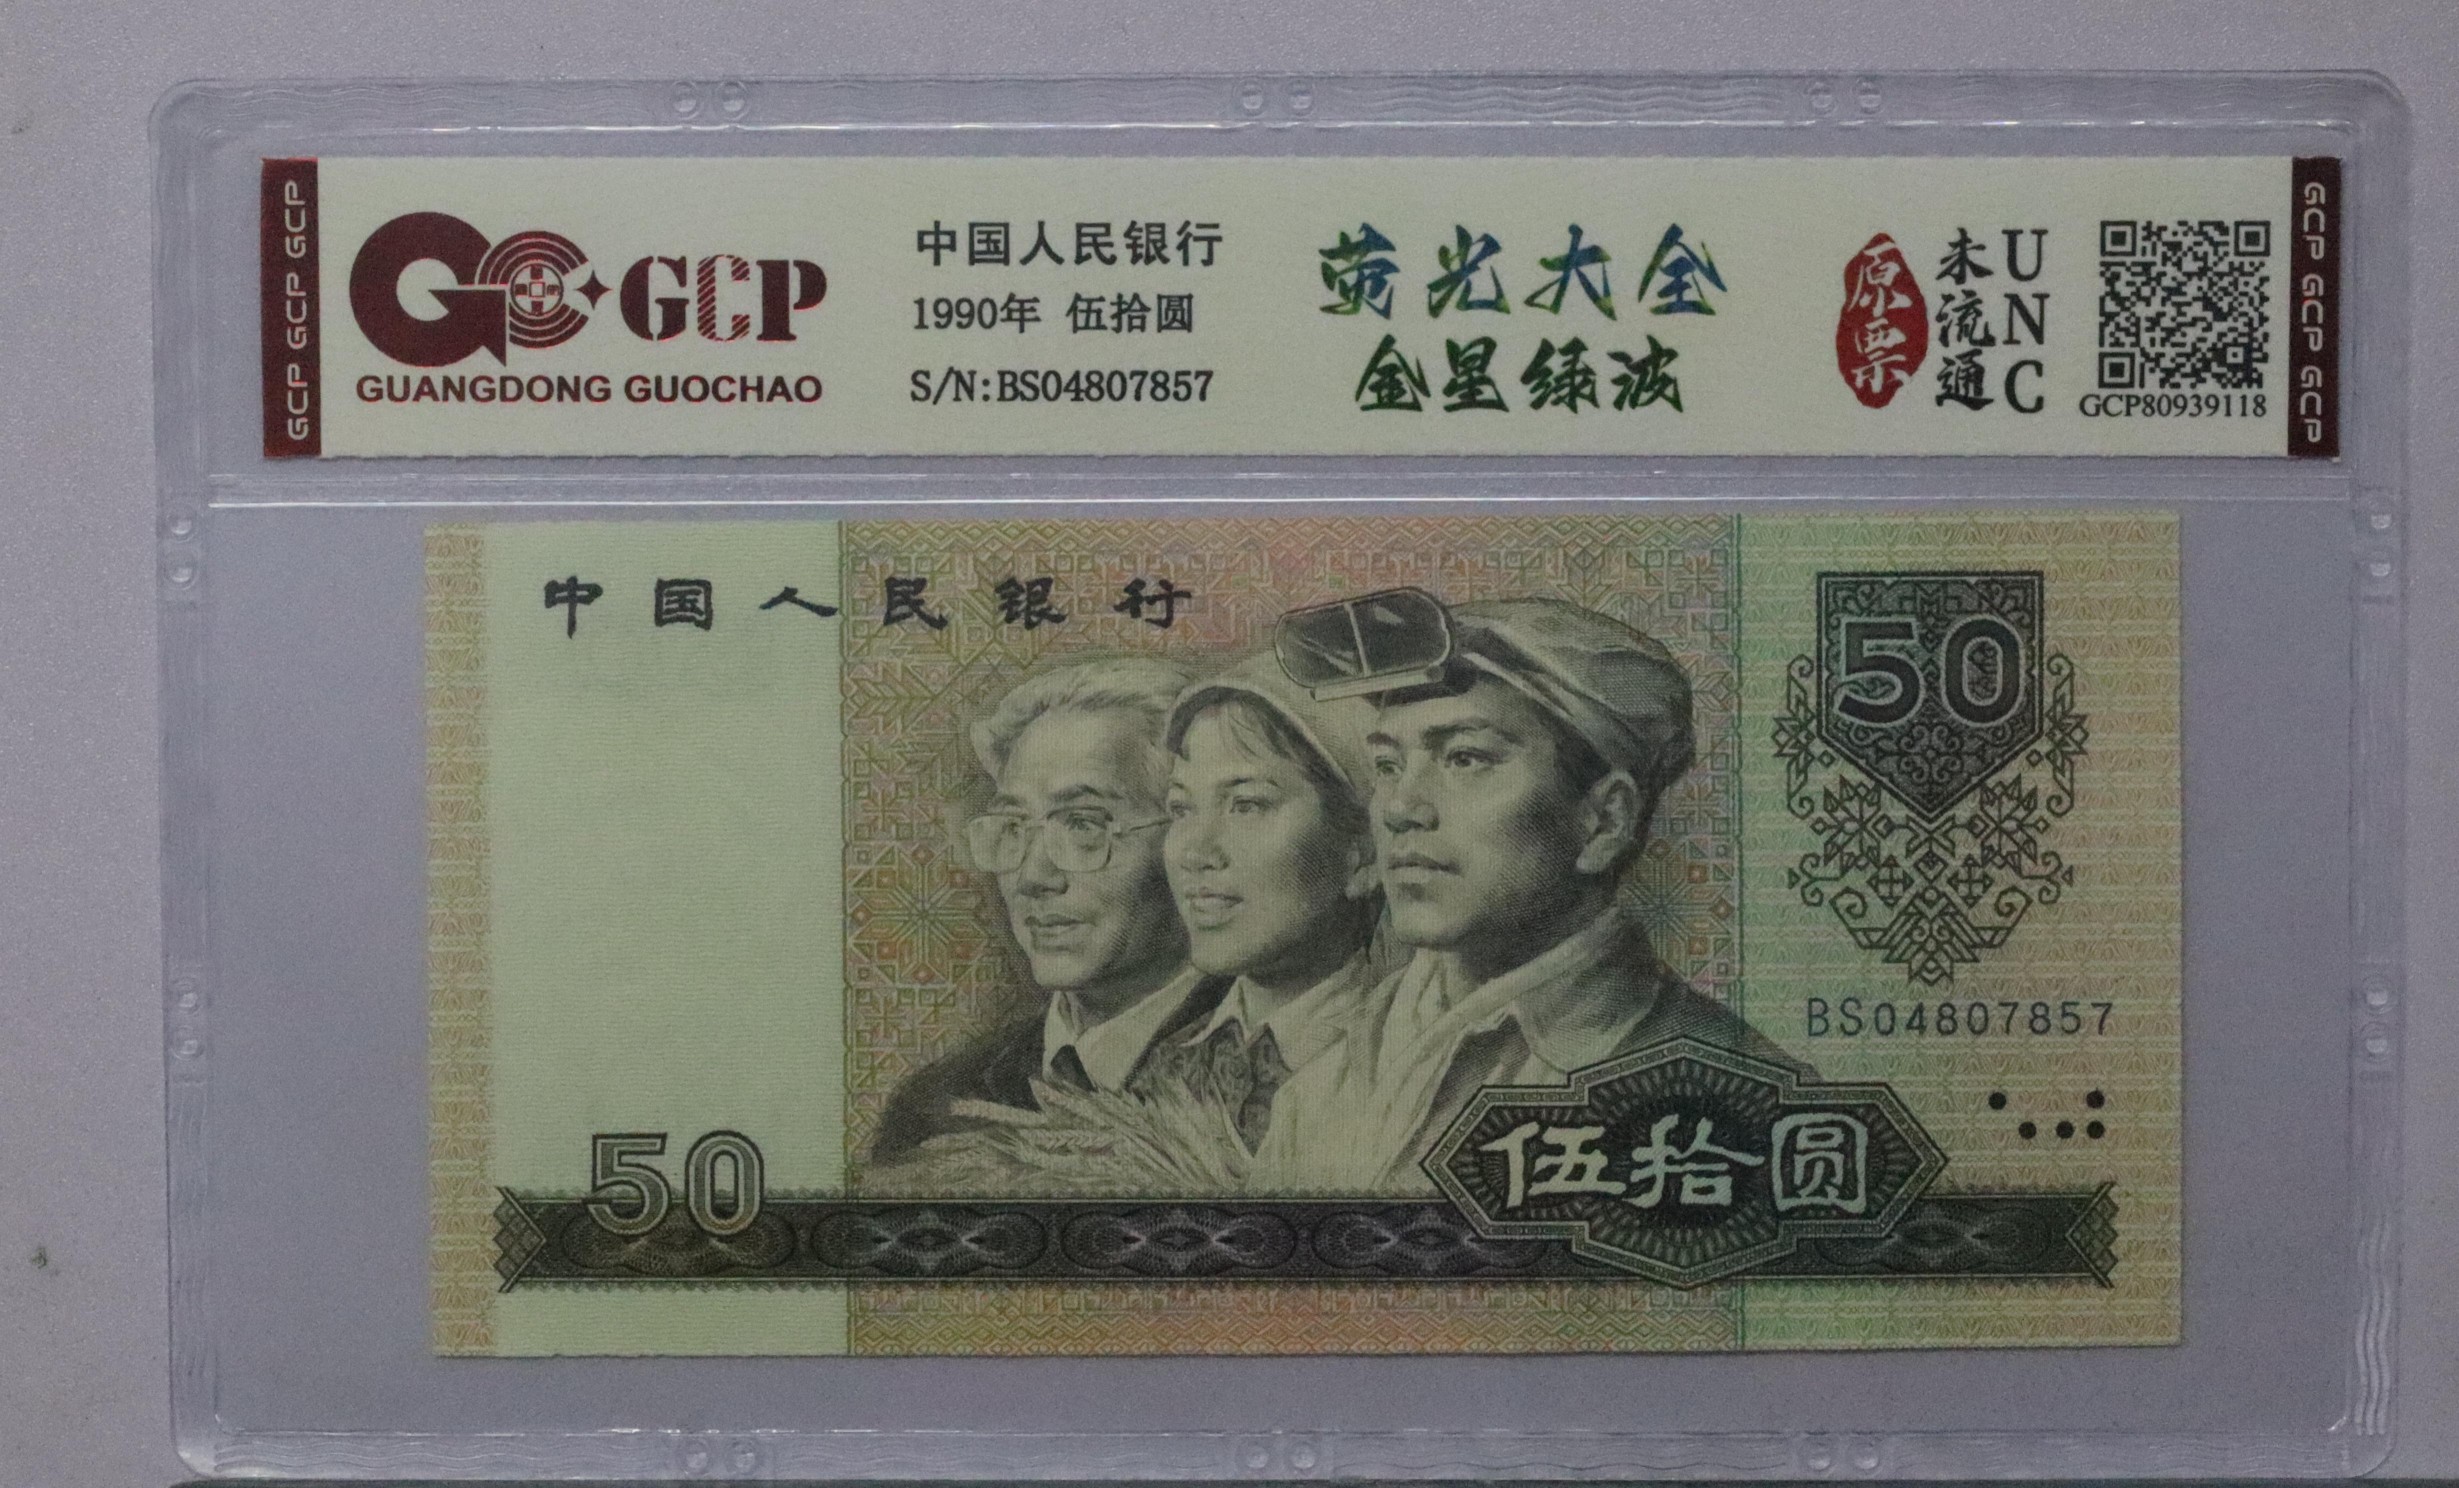 GCP GCP GCP
GCP
GUANGDONG GUOCHAO
中国人民银行
1990年 伍拾圆
S/N:BS04807857
荧光大全
金星绿波
原票
未流通
UNC
GCP80939118
GCP GCP GCP
中国人民银行
50
BS04807857
50
伍拾圆